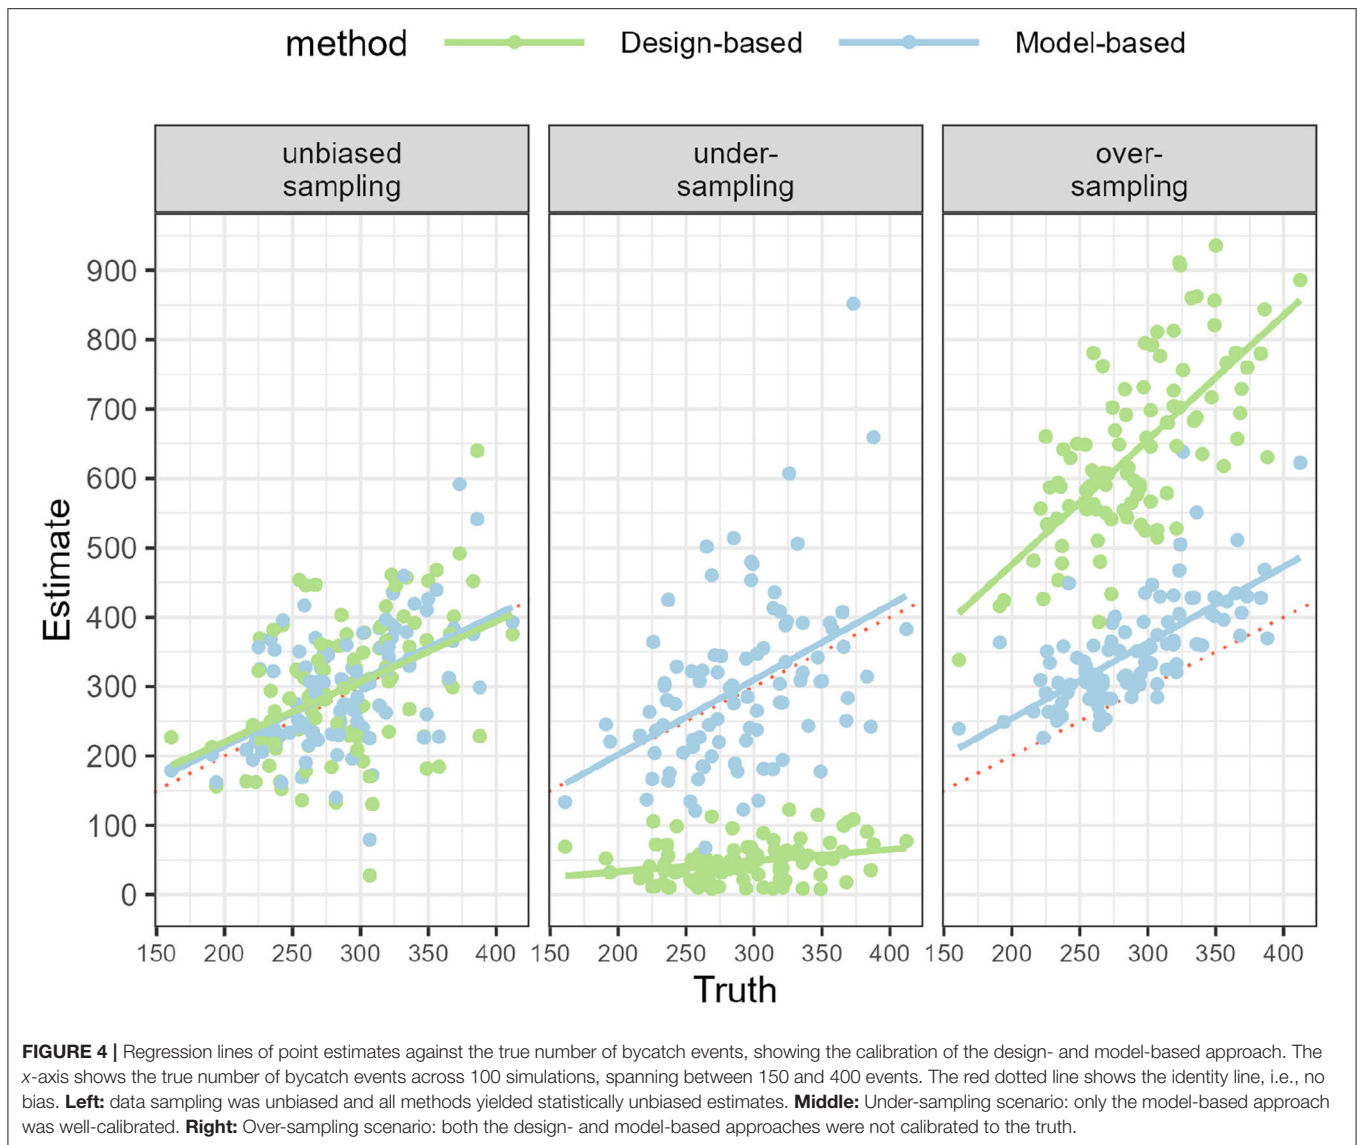 method Design-based Model-based
unbiased sampling
under-sampling
over-sampling
900
800
700
600
500
400
300
200
100
0
Estimate
150 200 250 300 350 400 150 200 250 300 350 400 150 200 250 300 350 400
Truth
FIGURE 4 | Regression lines of point estimates against the true number of bycatch events, showing the calibration of the design- and model-based approach. The
x-axis shows the true number of bycatch events across 100 simulations, spanning between 150 and 400 events. The red dotted line shows the identity line, i.e., no
bias. Left: data sampling was unbiased and all methods yielded statistically unbiased estimates. Middle: Under-sampling scenario: only the model-based approach
was well-calibrated. Right: Over-sampling scenario: both the design- and model-based approaches were not calibrated to the truth.